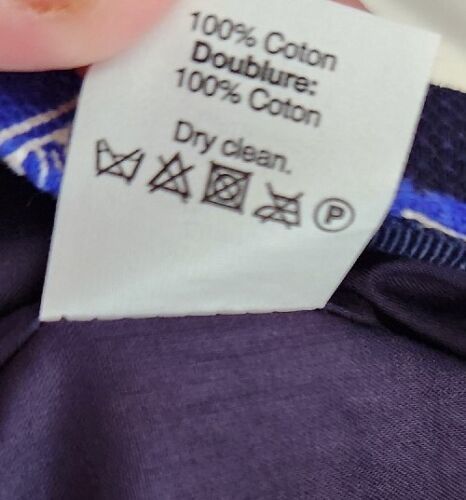 100% Coton
Doublure:
100% Coton
Dry clean.
P